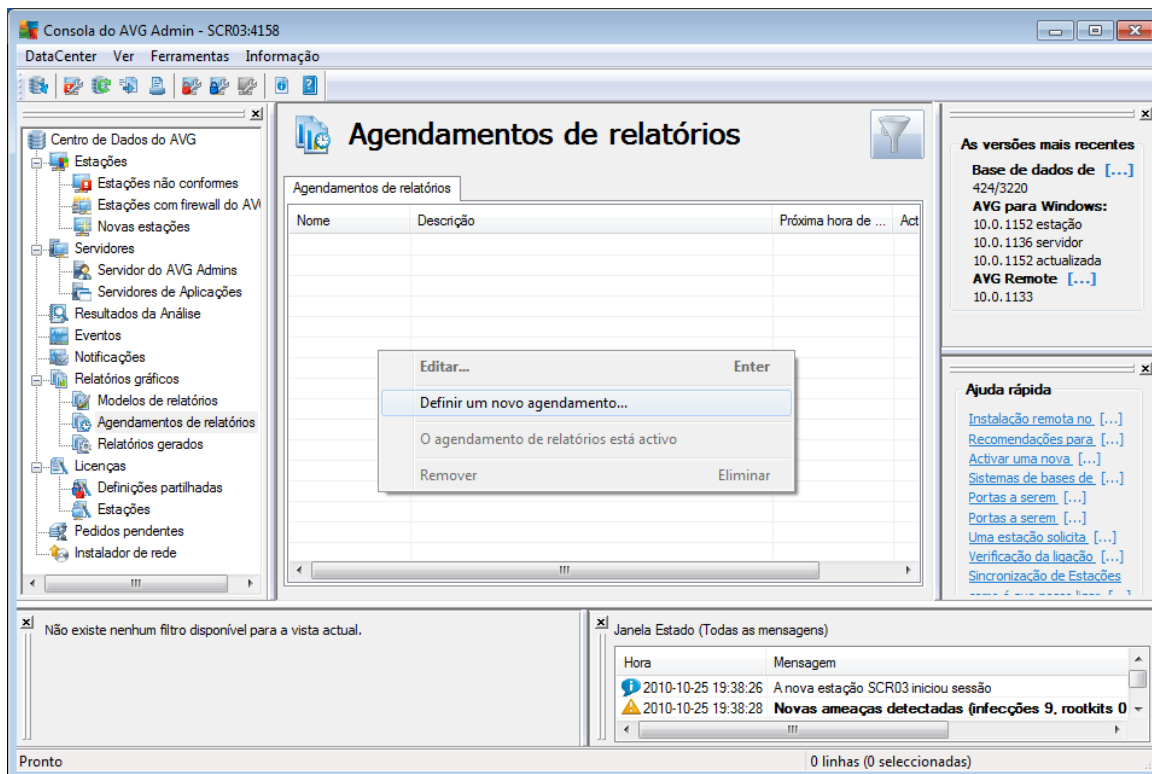 Consola do AVG Admin - SCR03:4158
DataCenter Ver Ferramentas Informação
Centro de Dados do AVG
Estações
Estações não conformes
Estações com firewall do AV
Novas estações
Servidores
Servidor do AVG Admins
Servidores de Aplicações
Resultados da Análise
Eventos
Notificações
Relatórios gráficos
Modelos de relatórios
Agendamentos de relatórios
Relatórios gerados
Licenças
Definições partilhadas
Estações
Pedidos pendentes
Instalador de rede
Agendamentos de relatórios
Agendamentos de relatórios
Nome Descrição Próxima hora de ... Act
Editar... Enter
Definir um novo agendamento...
O agendamento de relatórios está activo
Remover Eliminar
As versões mais recentes
Base de dados de [...]
424/3220
AVG para Windows:
10.0.1152 estação
10.0.1136 servidor
10.0.1152 actualizada
AVG Remote [...]
10.0.1133
Ajuda rápida
Instalação remota no [...]
Recomendações para [...]
Activar uma nova [...]
Sistemas de bases de [...]
Portas a serem [...]
Portas a serem [...]
Uma estação solicita [...]
Verificação da ligação [...]
Sincronização de Estações
Não existe nenhum filtro disponível para a vista actual.
Janela Estado (Todas as mensagens)
Hora Mensagem
2010-10-25 19:38:26 A nova estação SCR03 iniciou sessão
2010-10-25 19:38:28 Novas ameaças detectadas (infecções 9, rootkits 0
Pronto
0 linhas (0 seleccionadas)